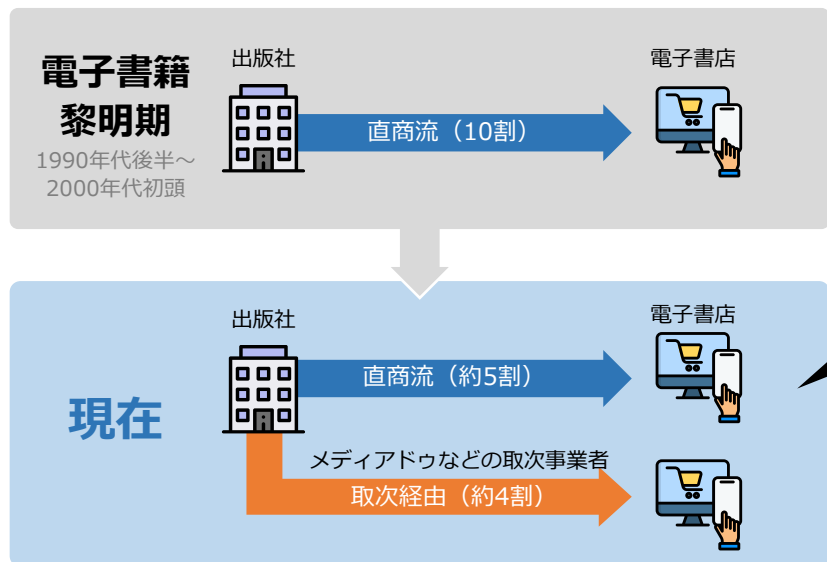 電子書籍
黎明期
1990年代後半～
2000年代初頭
出版社
電子書店
直商流（10割）
現在
出版社
電子書店
直商流（約5割）
メディアドゥなどの取次事業者
取次経由（約4割）